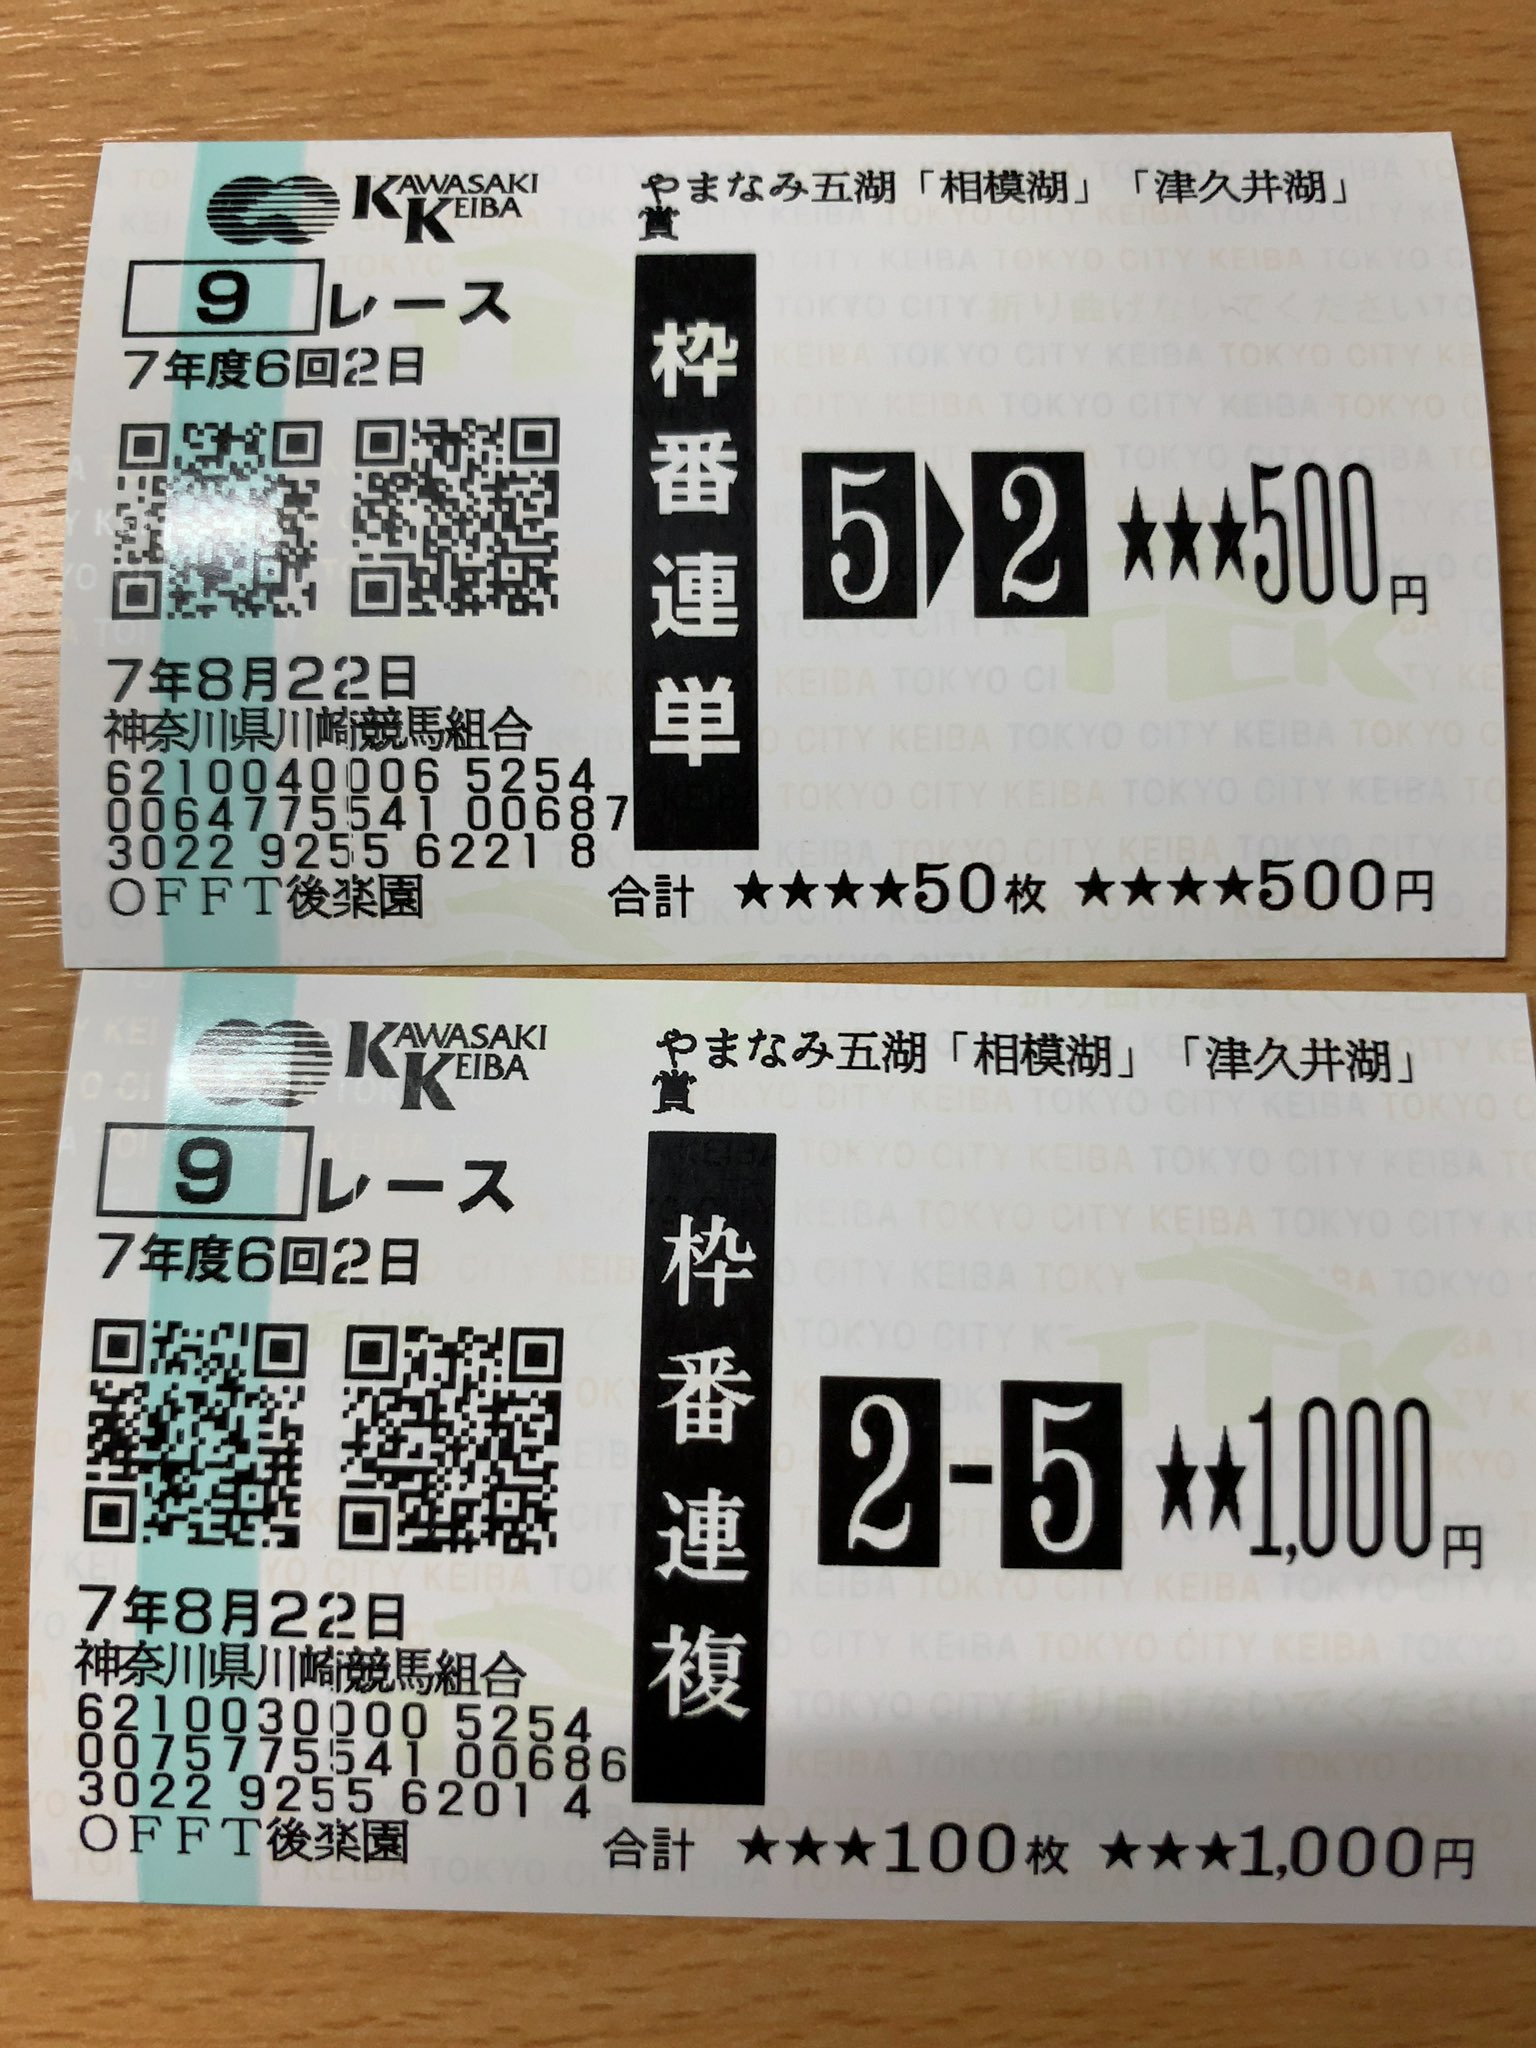 KAWASAKI KEIBA
やまなみ五湖「相模湖」「津久井湖」
賞
9レース
7年度6回2日
枠番連単
5▶2 ★★★500円
7年8月22日
神奈川県川崎競馬組合
6210040006 5254
0064775541 00687
3022 9255 62218
OFFT後楽園
合計 ★★★★50枚 ★★★★500円
KAWASAKI KEIBA
やまなみ五湖「相模湖」「津久井湖」
賞
9レース
7年度6回2日
枠番連複
2-5 ★★1,000円
7年8月22日
神奈川県川崎競馬組合
6210030000 5254
0075775541 00686
3022 9255 62014
OFFT後楽園
合計 ★★★100枚 ★★★1,000円